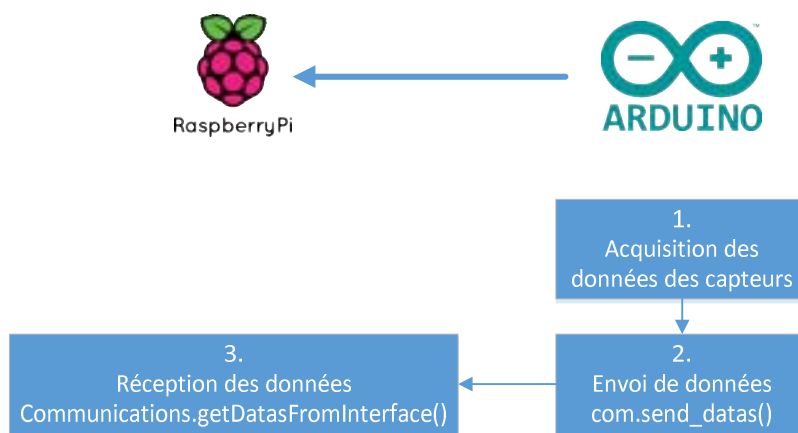 RaspberryPi
ARDUINO
TM
1.
Acquisition des
données des capteurs
3.
Réception des données
Communications.getDatasFromInterface()
2.
Envoi de données
com.send_datas()